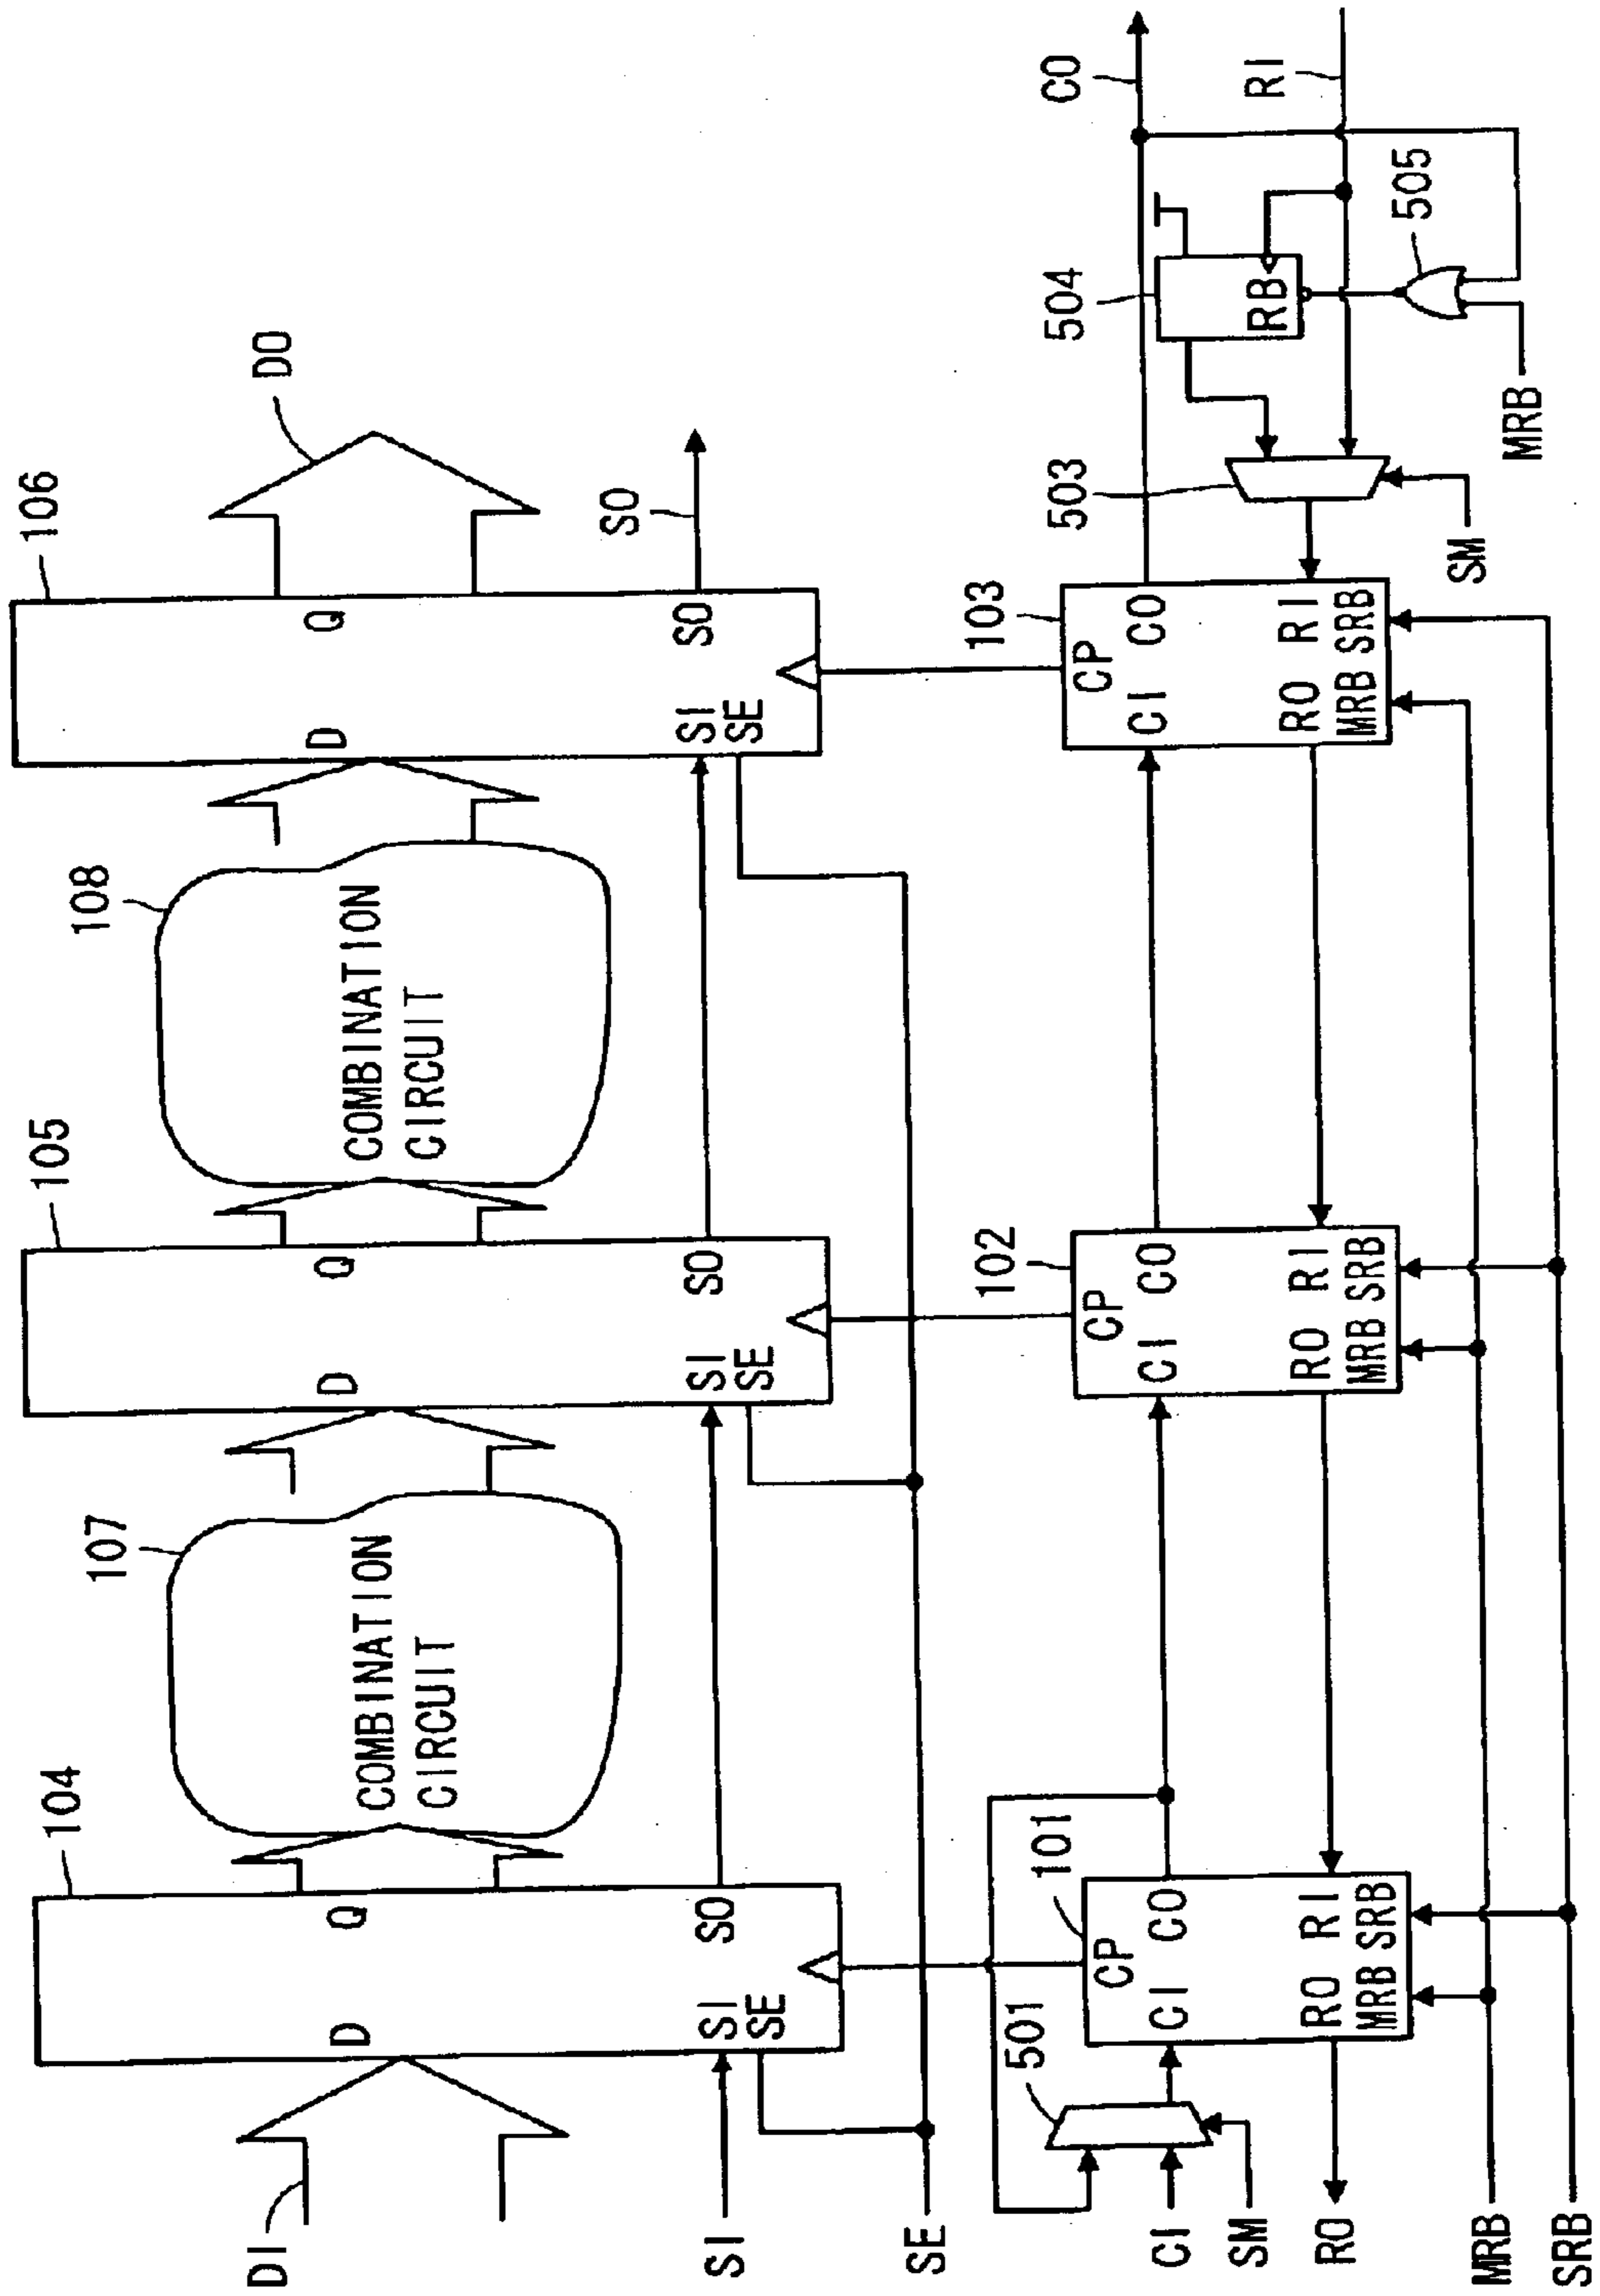 106
DO
Q
SO
SO
D
SI
SE
108
COMBINATION
CIRCUIT
105
Q
SO
D
SI
SE
107
COMBINATION
CIRCUIT
104
Q
SO
D
SI
SE
DI
SI
SE
CO
RI
504
RB
505
MRB
503
SM
103
CP
CI CO
RO RI
MRB SRB
102
CP
CI CO
RO RI
MRB SRB
101
CP
CI CO
RO RI
MRB SRB
501
CI
SM
RO
MRB
SRB